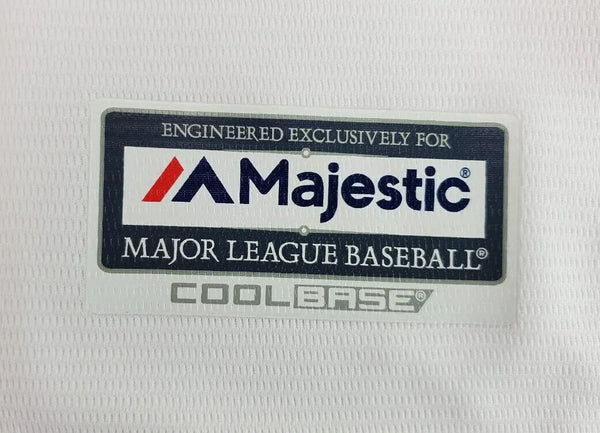 ENGINEERED EXCLUSIVELY FOR
Majestic®
MAJOR LEAGUE BASEBALL®
COOLBASE®